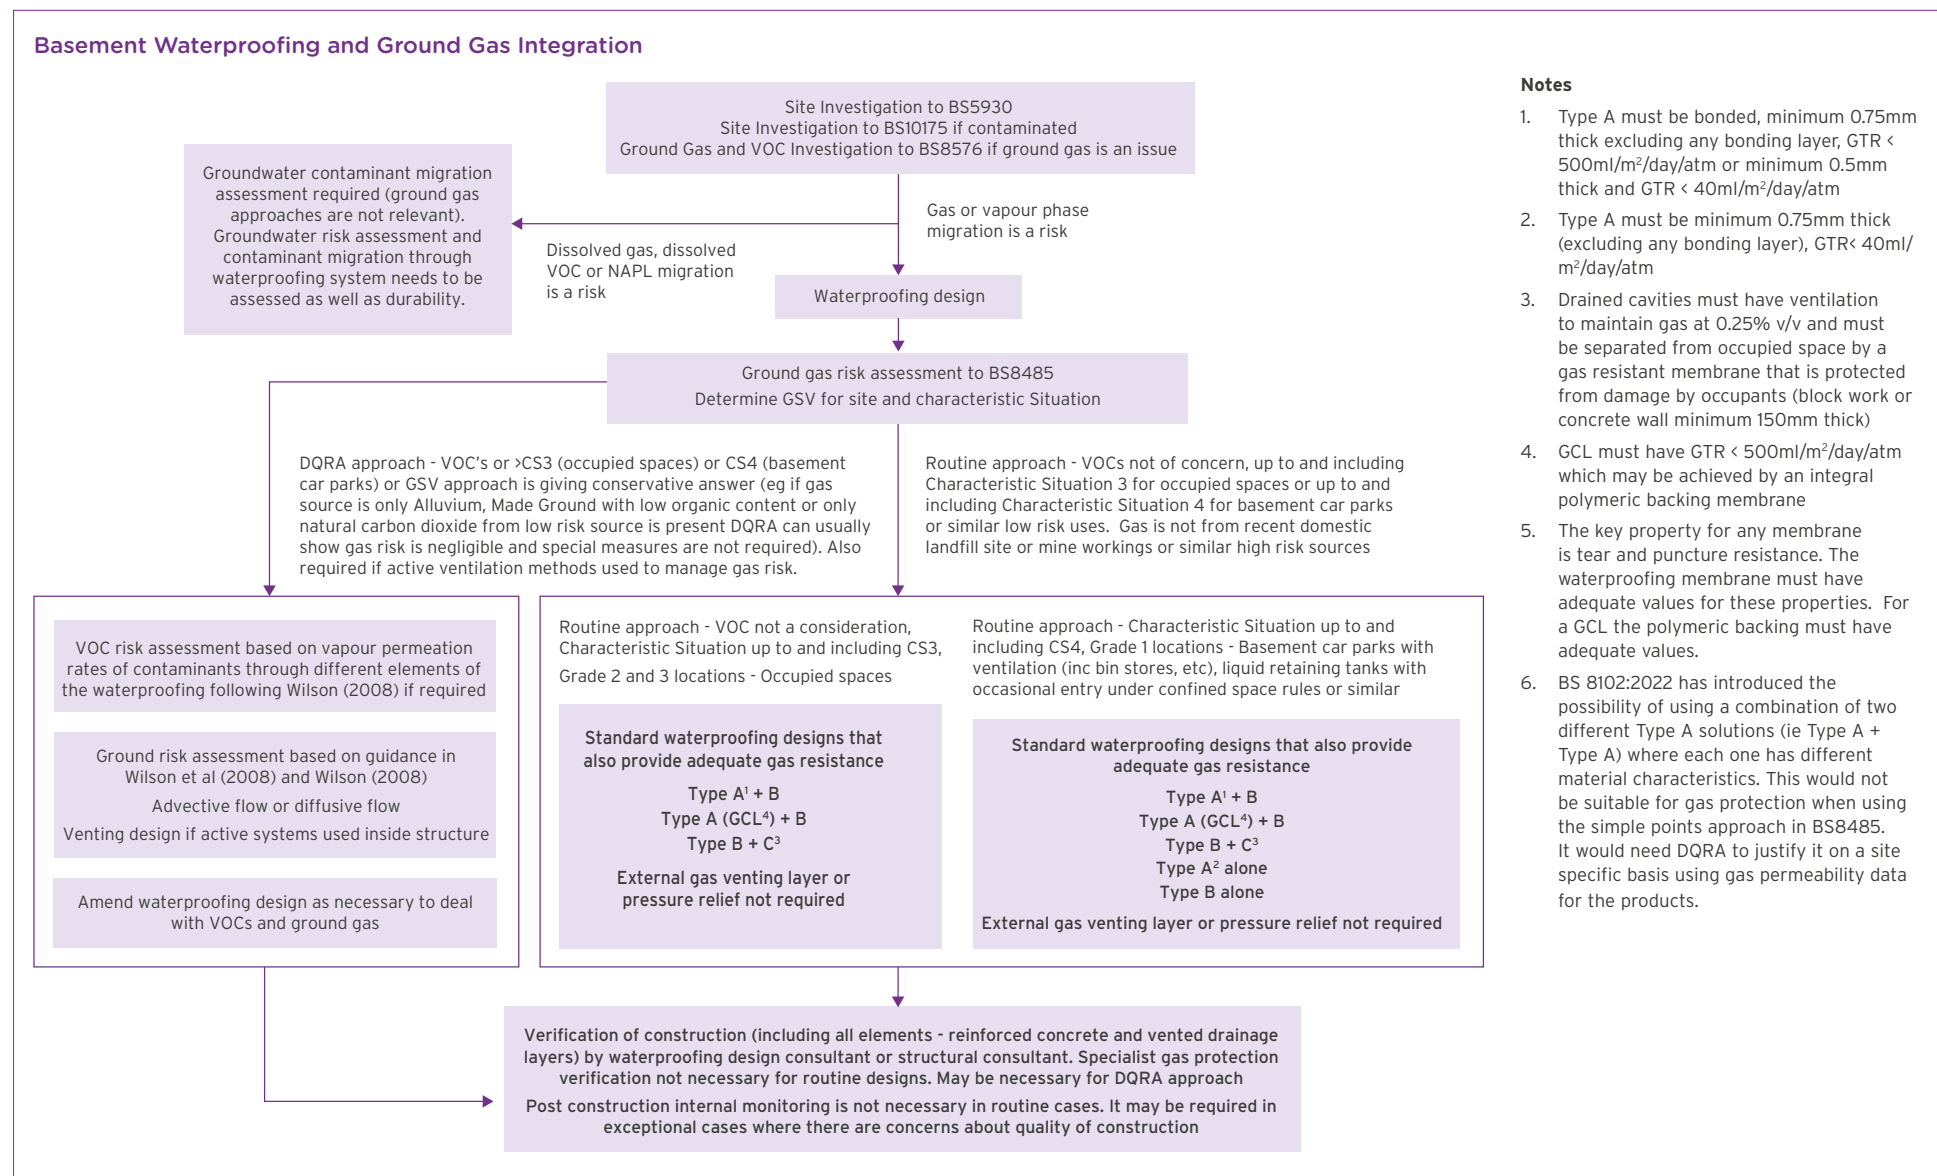 Basement Waterproofing and Ground Gas Integration
Site Investigation to BS5930
Site Investigation to BS10175 if contaminated
Ground Gas and VOC Investigation to BS8576 if ground gas is an issue
Groundwater contaminant migration
assessment required (ground gas
approaches are not relevant).
Groundwater risk assessment and
contaminant migration through
waterproofing system needs to be
assessed as well as durability.
Gas or vapour phase
migration is a risk
Dissolved gas, dissolved
VOC or NAPL migration
is a risk
Waterproofing design
Ground gas risk assessment to BS8485
Determine GSV for site and characteristic Situation
DQRA approach - VOC's or >CS3 (occupied spaces) or CS4 (basement
car parks) or GSV approach is giving conservative answer (eg if gas
source is only Alluvium, Made Ground with low organic content or only
natural carbon dioxide from low risk source is present DQRA can usually
show gas risk is negligible and special measures are not required). Also
required if active ventilation methods used to manage gas risk.
Routine approach - VOCs not of concern, up to and including
Characteristic Situation 3 for occupied spaces or up to and
including Characteristic Situation 4 for basement car parks
or similar low risk uses.  Gas is not from recent domestic
landfill site or mine workings or similar high risk sources
VOC risk assessment based on vapour permeation
rates of contaminants through different elements of
the waterproofing following Wilson (2008) if required
Ground risk assessment based on guidance in
Wilson et al (2008) and Wilson (2008)
Advective flow or diffusive flow
Venting design if active systems used inside structure
Amend waterproofing design as necessary to deal
with VOCs and ground gas
Routine approach - VOC not a consideration,
Characteristic Situation up to and including CS3,
Grade 2 and 3 locations - Occupied spaces
Standard waterproofing designs that
also provide adequate gas resistance
Type A¹ + B
Type A (GCL⁴) + B
Type B + C³
External gas venting layer or
pressure relief not required
Routine approach - Characteristic Situation up to and
including CS4, Grade 1 locations - Basement car parks with
ventilation (inc bin stores, etc), liquid retaining tanks with
occasional entry under confined space rules or similar
Standard waterproofing designs that also provide
adequate gas resistance
Type A¹ + B
Type A (GCL⁴) + B
Type B + C³
Type A² alone
Type B alone
External gas venting layer or pressure relief not required
Verification of construction (including all elements - reinforced concrete and vented drainage
layers) by waterproofing design consultant or structural consultant. Specialist gas protection
verification not necessary for routine designs. May be necessary for DQRA approach
Post construction internal monitoring is not necessary in routine cases. It may be required in
exceptional cases where there are concerns about quality of construction
Notes
1. Type A must be bonded, minimum 0.75mm
thick excluding any bonding layer, GTR <
500ml/m²/day/atm or minimum 0.5mm
thick and GTR < 40ml/m²/day/atm
2. Type A must be minimum 0.75mm thick
(excluding any bonding layer), GTR< 40ml/
m²/day/atm
3. Drained cavities must have ventilation
to maintain gas at 0.25% v/v and must
be separated from occupied space by a
gas resistant membrane that is protected
from damage by occupants (block work or
concrete wall minimum 150mm thick)
4. GCL must have GTR < 500ml/m²/day/atm
which may be achieved by an integral
polymeric backing membrane
5. The key property for any membrane
is tear and puncture resistance. The
waterproofing membrane must have
adequate values for these properties.  For
a GCL the polymeric backing must have
adequate values.
6. BS 8102:2022 has introduced the
possibility of using a combination of two
different Type A solutions (ie Type A +
Type A) where each one has different
material characteristics. This would not
be suitable for gas protection when using
the simple points approach in BS8485.
It would need DQRA to justify it on a site
specific basis using gas permeability data
for the products.